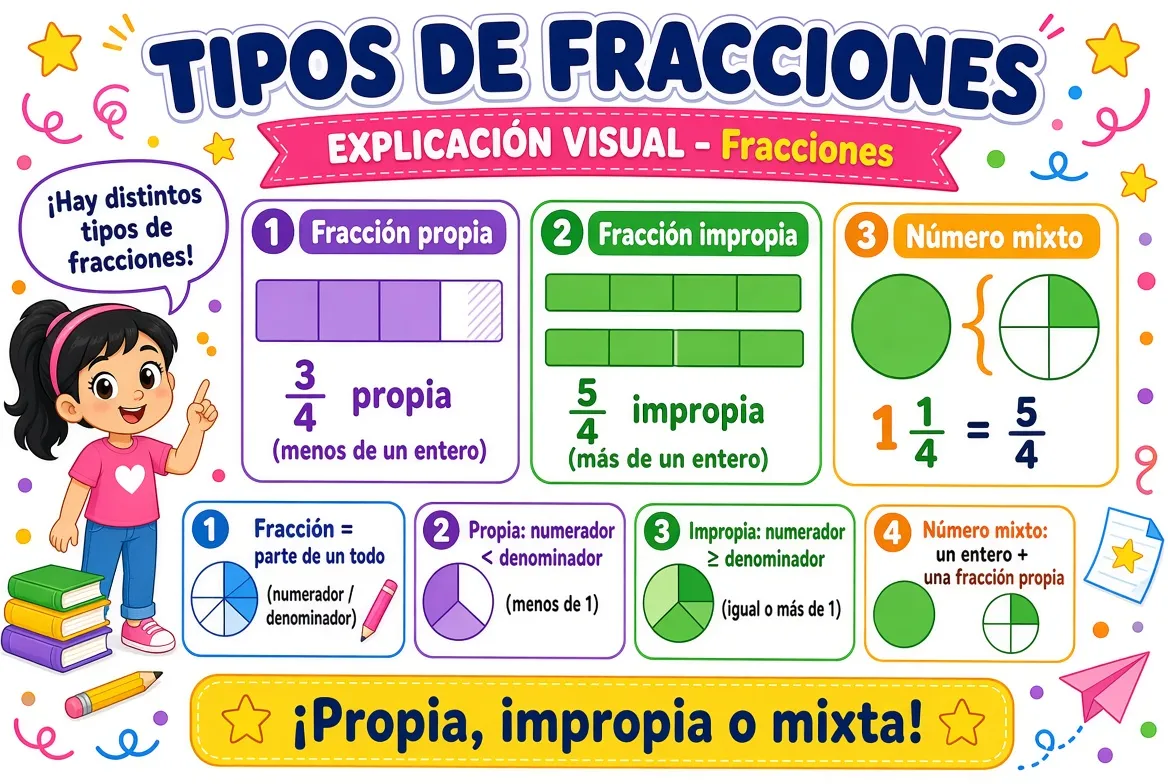 TIPOS DE FRACCIONES
EXPLICACIÓN VISUAL – Fracciones
¡Hay distintos
tipos de
fracciones!
1 Fracción propia
3
4
propia
(menos de un entero)
2 Fracción impropia
5
4
impropia
(más de un entero)
3 Número mixto
1 1/4 = 5/4
1 Fracción =
parte de un todo
(numerador /
denominador)
2 Propia: numerador
< denominador
(menos de 1)
3 Impropia: numerador
≥ denominador
(igual o más de 1)
4 Número mixto:
un entero +
una fracción propia
¡Propia, impropia o mixta!